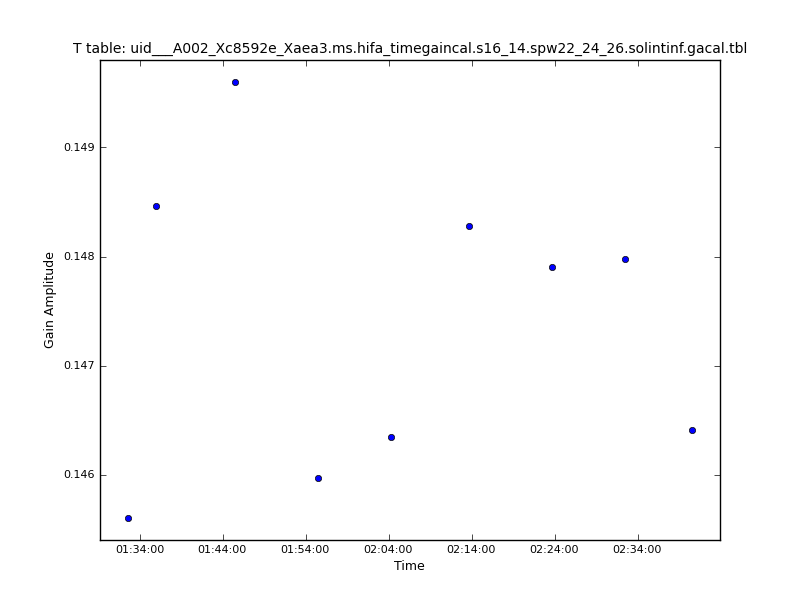 T table: uid___A002_Xc8592e_Xaea3.ms.hifa_timegaincal.s16_14.spw22_24_26.solintinf.gacal.tbl
0.149
0.148
Gain Amplitude
0.147
0.146
01:34:00 01:44:00 01:54:00 02:04:00 02:14:00 02:24:00 02:34:00
Time